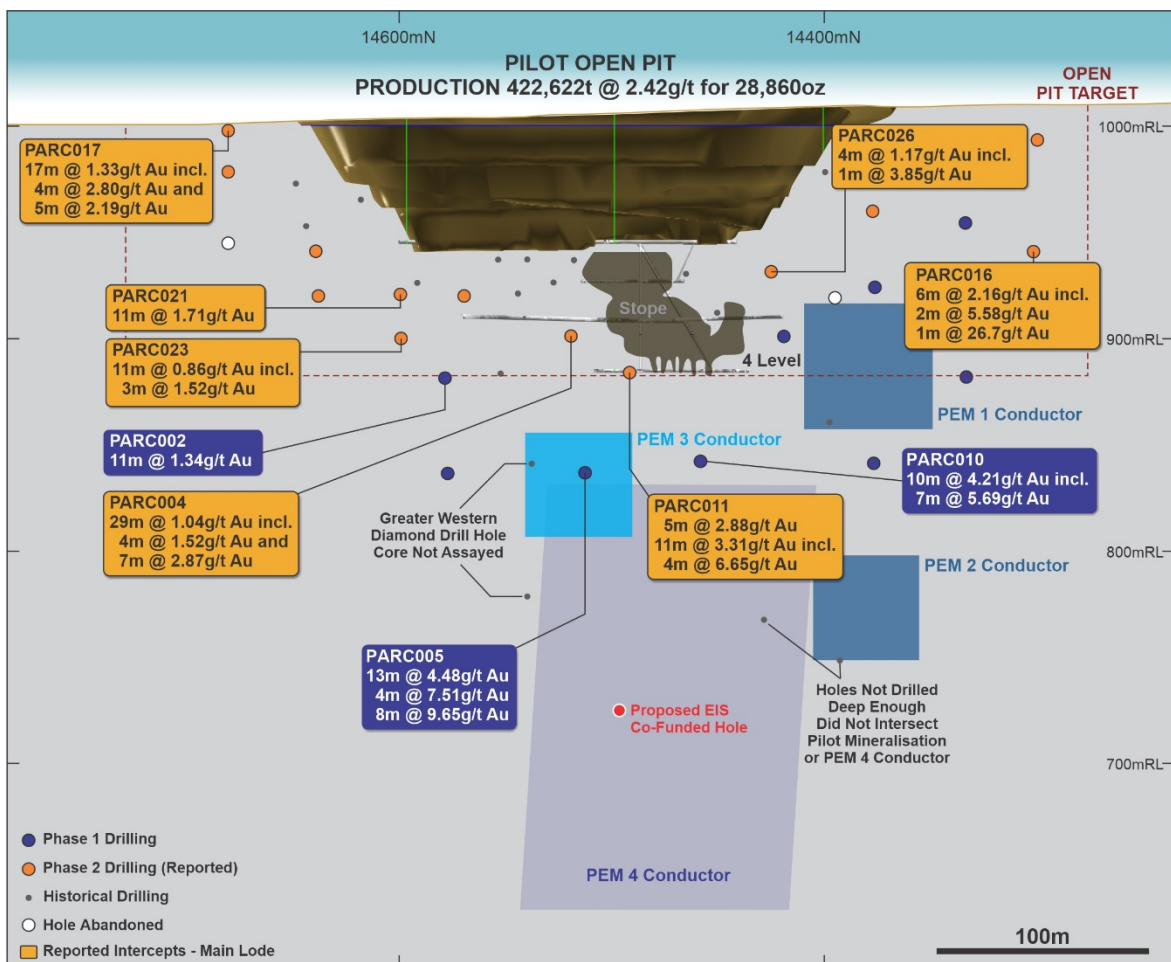 14600mN
14400mN
PILOT OPEN PIT
PRODUCTION 422,622t @ 2.42g/t for 28,860oz
OPEN
PIT TARGET
1000mRL
PARC017
17m @ 1.33g/t Au incl.
4m @ 2.80g/t Au and
5m @ 2.19g/t Au
PARC026
4m @ 1.17g/t Au incl.
1m @ 3.85g/t Au
PARC021
11m @ 1.71g/t Au
Stope
PARC016
6m @ 2.16g/t Au incl.
2m @ 5.58g/t Au
1m @ 26.7g/t Au
PARC023
11m @ 0.86g/t Au incl.
3m @ 1.52g/t Au
4 Level
900mRL
PEM 1 Conductor
PARC002
11m @ 1.34g/t Au
PEM 3 Conductor
PARC010
10m @ 4.21g/t Au incl.
7m @ 5.69g/t Au
PARC004
29m @ 1.04g/t Au incl.
4m @ 1.52g/t Au and
7m @ 2.87g/t Au
Greater Western
Diamond Drill Hole
Core Not Assayed
PARC011
5m @ 2.88g/t Au
11m @ 3.31g/t Au incl.
4m @ 6.65g/t Au
800mRL
PEM 2 Conductor
PARC005
13m @ 4.48g/t Au
4m @ 7.51g/t Au
8m @ 9.65g/t Au
Proposed EIS
Co-Funded Hole
Holes Not Drilled
Deep Enough
Did Not Intersect
Pilot Mineralisation
or PEM 4 Conductor
700mRL
PEM 4 Conductor
Phase 1 Drilling
Phase 2 Drilling (Reported)
Historical Drilling
Hole Abandoned
Reported Intercepts - Main Lode
100m